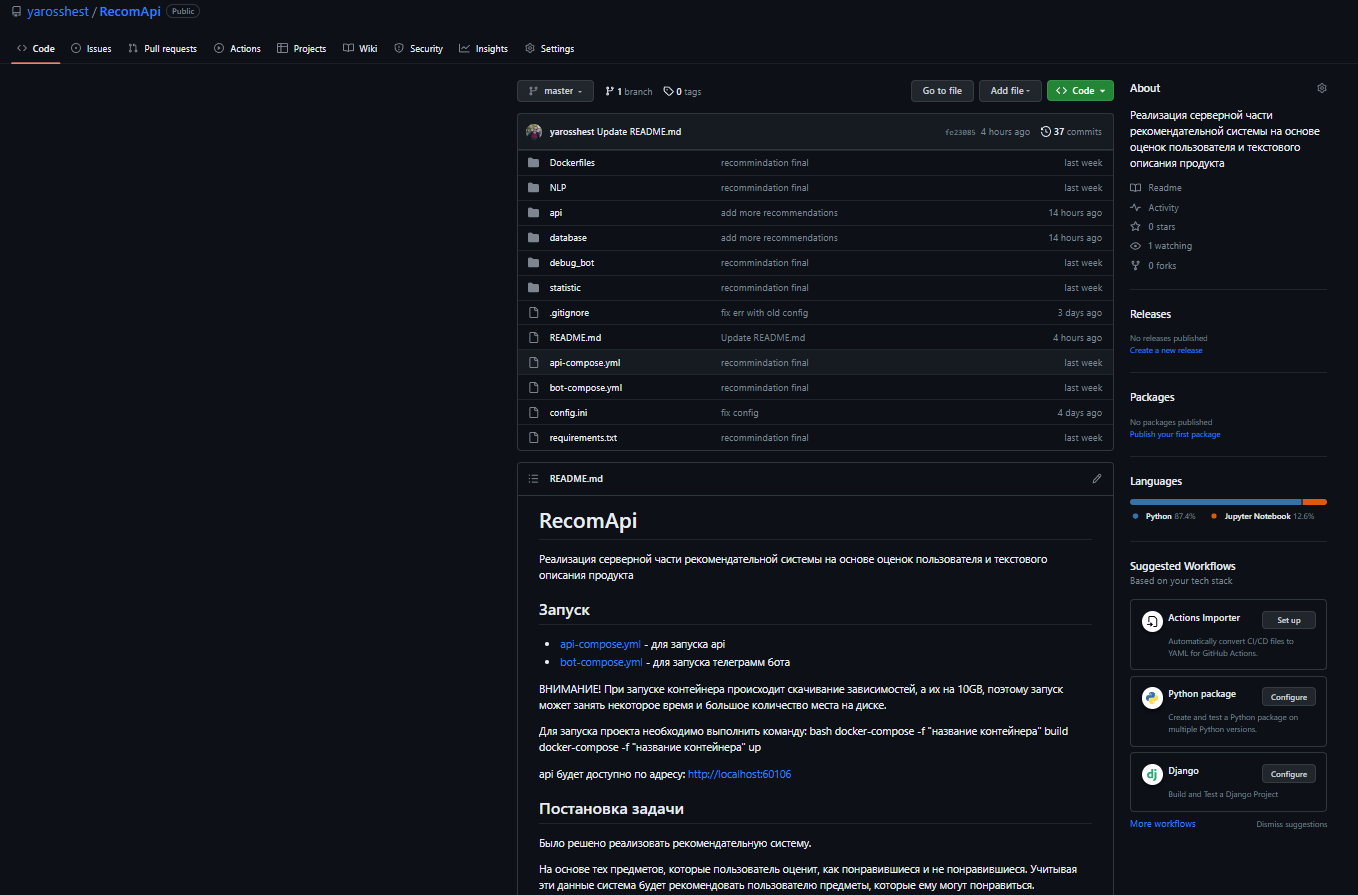 yarosshest / RecomApi Public
Code Issues Pull requests Actions Projects Wiki Security Insights Settings
master 1 branch 0 tags Go to file Add file Code
yarosshest Update README.md fe23085 4 hours ago 37 commits
Dockerfiles recommindation final last week
NLP recommindation final last week
api add more recommendations 14 hours ago
database add more recommendations 14 hours ago
debug_bot recommindation final last week
statistic recommindation final last week
.gitignore fix err with old config 3 days ago
README.md Update README.md 4 hours ago
api-compose.yml recommindation final last week
bot-compose.yml recommindation final last week
config.ini fix config 4 days ago
requirements.txt recommindation final last week
README.md
RecomApi
Реализация серверной части рекомендательной системы на основе оценок пользователя и текстового
описания продукта
Запуск
api-compose.yml - для запуска api
bot-compose.yml - для запуска телеграмм бота
ВНИМАНИЕ! При запуске контейнера происходит скачивание зависимостей, а их на 10GB, поэтому запуск
может занять некоторое время и большое количество места на диске.
Для запуска проекта необходимо выполнить команду: bash docker-compose -f "название контейнера" build
docker-compose -f "название контейнера" up
api будет доступно по адресу: http://localhost:60106
Постановка задачи
Было решено реализовать рекомендательную систему.
На основе тех предметов, которые пользователь оценит, как понравившиеся и не понравившиеся. Учитывая
эти данные система будет рекомендовать пользователю предметы, которые ему могут понравиться.
About
Реализация серверной части
рекомендательной системы на основе
оценок пользователя и текстового
описания продукта
Readme
Activity
0 stars
1 watching
0 forks
Releases
No releases published
Create a new release
Packages
No packages published
Publish your first package
Languages
Python 87.4% Jupyter Notebook 12.6%
Suggested Workflows
Based on your tech stack
Actions Importer Set up
Automatically convert CI/CD files to
YAML for GitHub Actions.
Python package Configure
Create and test a Python package on
multiple Python versions.
dj Django Configure
Build and Test a Django Project
More workflows Dismiss suggestions